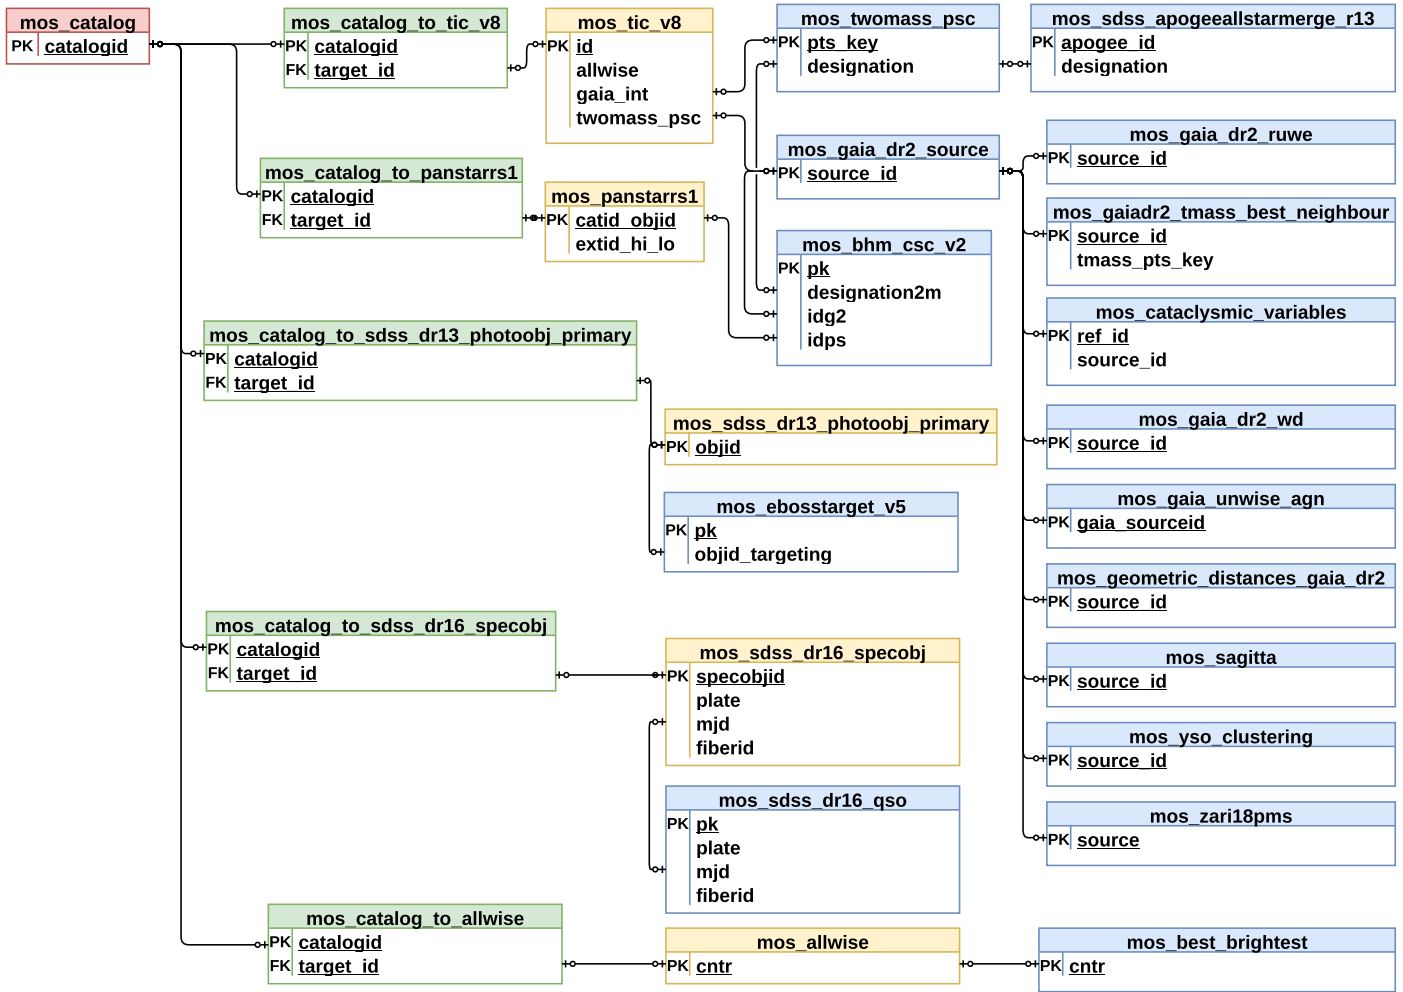 mos_catalog
PK catalogid
mos_catalog_to_tic_v8
PK catalogid
FK target_id
mos_tic_v8
PK id
allwise
gaia_int
twomass_psc
mos_twomass_psc
PK pts_key
designation
mos_sdss_apogeeallstarmerge_r13
PK apogee_id
designation
mos_catalog_to_panstarrs1
PK catalogid
FK target_id
mos_panstarrs1
PK catid_objid
extid_hi_lo
mos_gaia_dr2_source
PK source_id
mos_bhm_csc_v2
PK pk
designation2m
idg2
idps
mos_gaia_dr2_ruwe
PK source_id
mos_gaiadr2_tmass_best_neighbour
PK source_id
tmass_pts_key
mos_cataclysmic_variables
PK ref_id
source_id
mos_gaia_dr2_wd
PK source_id
mos_gaia_unwise_agn
PK gaia_sourceid
mos_geometric_distances_gaia_dr2
PK source_id
mos_sagitta
PK source_id
mos_yso_clustering
PK source_id
mos_zari18pms
PK source
mos_catalog_to_sdss_dr13_photoobj_primary
PK catalogid
FK target_id
mos_sdss_dr13_photoobj_primary
PK objid
mos_ebosstarget_v5
PK pk
objid_targeting
mos_catalog_to_sdss_dr16_specobj
PK catalogid
FK target_id
mos_sdss_dr16_specobj
PK specobjid
plate
mjd
fiberid
mos_sdss_dr16_qso
PK pk
plate
mjd
fiberid
mos_catalog_to_allwise
PK catalogid
FK target_id
mos_allwise
PK cntr
mos_best_brightest
PK cntr